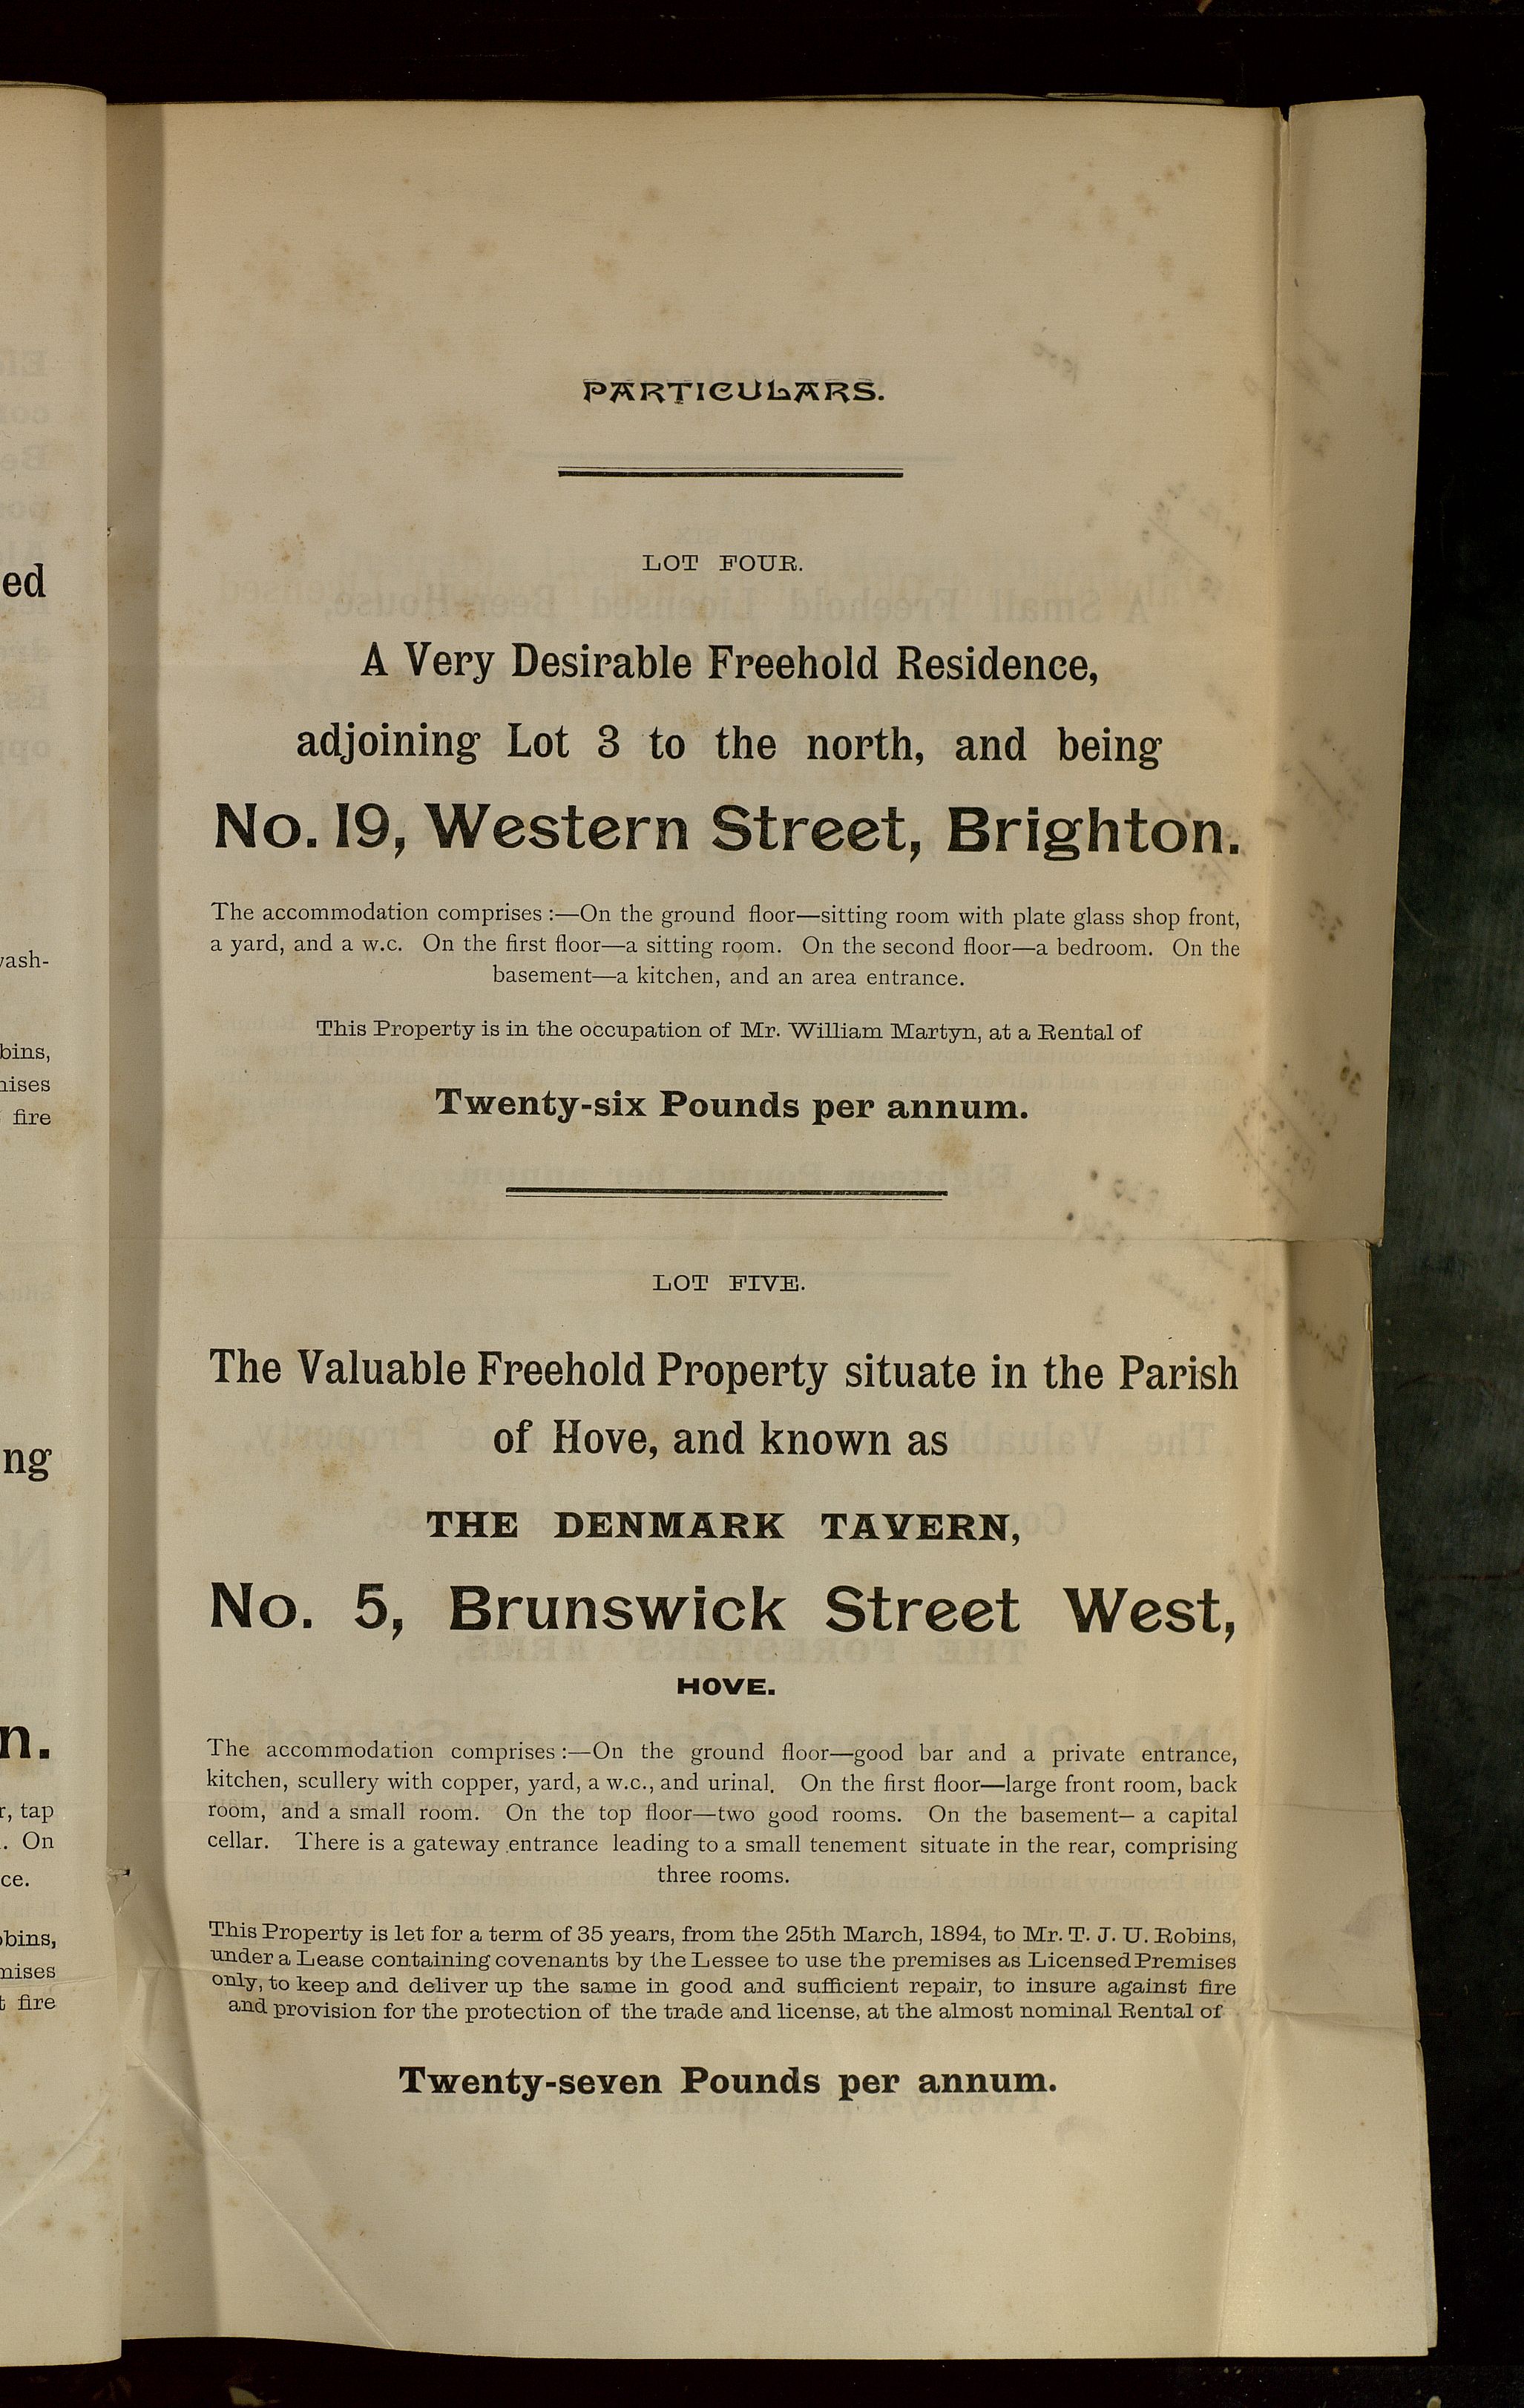 PARTICULARS.
LOT FOUR.
A Very Desirable Freehold Residence,
adjoining Lot 3 to the north, and being
No. 19, Western Street, Brighton.
The accommodation comprises:—On the ground floor—sitting room with plate glass shop front,
a yard, and a w.c. On the first floor—a sitting room. On the second floor—a bedroom. On the
basement—a kitchen, and an area entrance.
This Property is in the occupation of Mr. William Martyn, at a Rental of
Twenty-six Pounds per annum.
LOT FIVE.
The Valuable Freehold Property situate in the Parish
of Hove, and known as
THE DENMARK TAVERN,
No. 5, Brunswick Street West,
HOVE.
The accommodation comprises:—On the ground floor—good bar and a private entrance,
kitchen, scullery with copper, yard, a w.c., and urinal. On the first floor—large front room, back
room, and a small room. On the top floor—two good rooms. On the basement— a capital
cellar. There is a gateway entrance leading to a small tenement situate in the rear, comprising
three rooms.
This Property is let for a term of 35 years, from the 25th March, 1894, to Mr. T. J. U. Robins,
under a Lease containing covenants by the Lessee to use the premises as Licensed Premises
only, to keep and deliver up the same in good and sufficient repair, to insure against fire
and provision for the protection of the trade and license, at the almost nominal Rental of
Twenty-seven Pounds per annum.